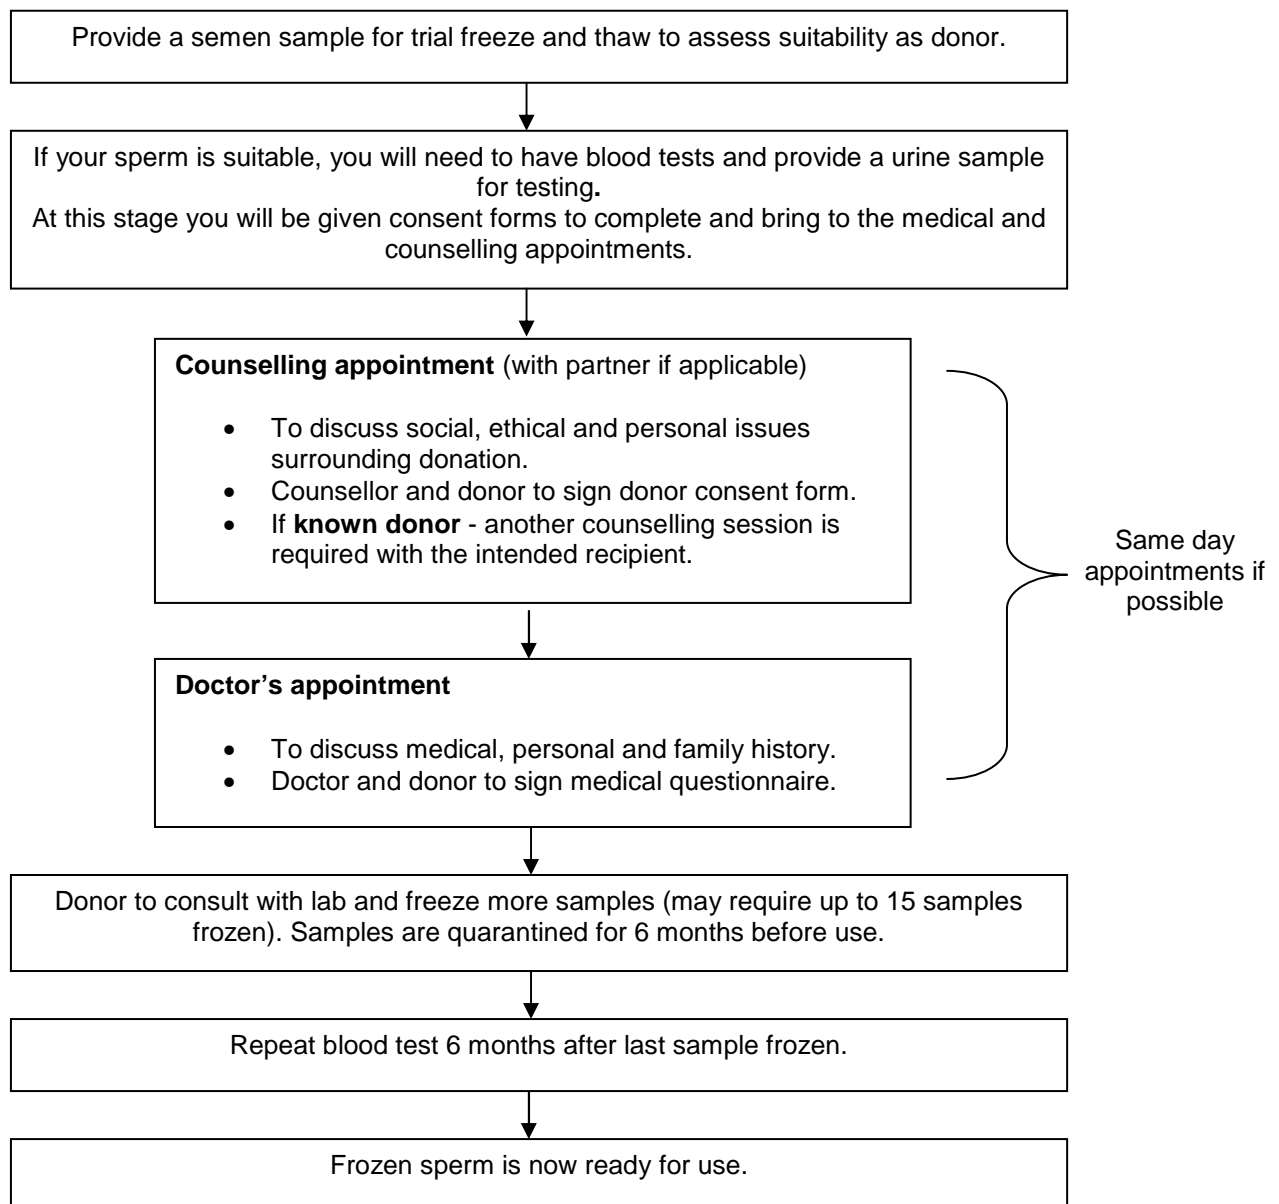 Provide a semen sample for trial freeze and thaw to assess suitability as donor.
If your sperm is suitable, you will need to have blood tests and provide a urine sample
for testing.
At this stage you will be given consent forms to complete and bring to the medical and
counselling appointments.
Counselling appointment (with partner if applicable)
• To discuss social, ethical and personal issues
surrounding donation.
• Counsellor and donor to sign donor consent form.
• If known donor - another counselling session is
required with the intended recipient.
Same day
appointments if
possible
Doctor’s appointment
• To discuss medical, personal and family history.
• Doctor and donor to sign medical questionnaire.
Donor to consult with lab and freeze more samples (may require up to 15 samples
frozen). Samples are quarantined for 6 months before use.
Repeat blood test 6 months after last sample frozen.
Frozen sperm is now ready for use.